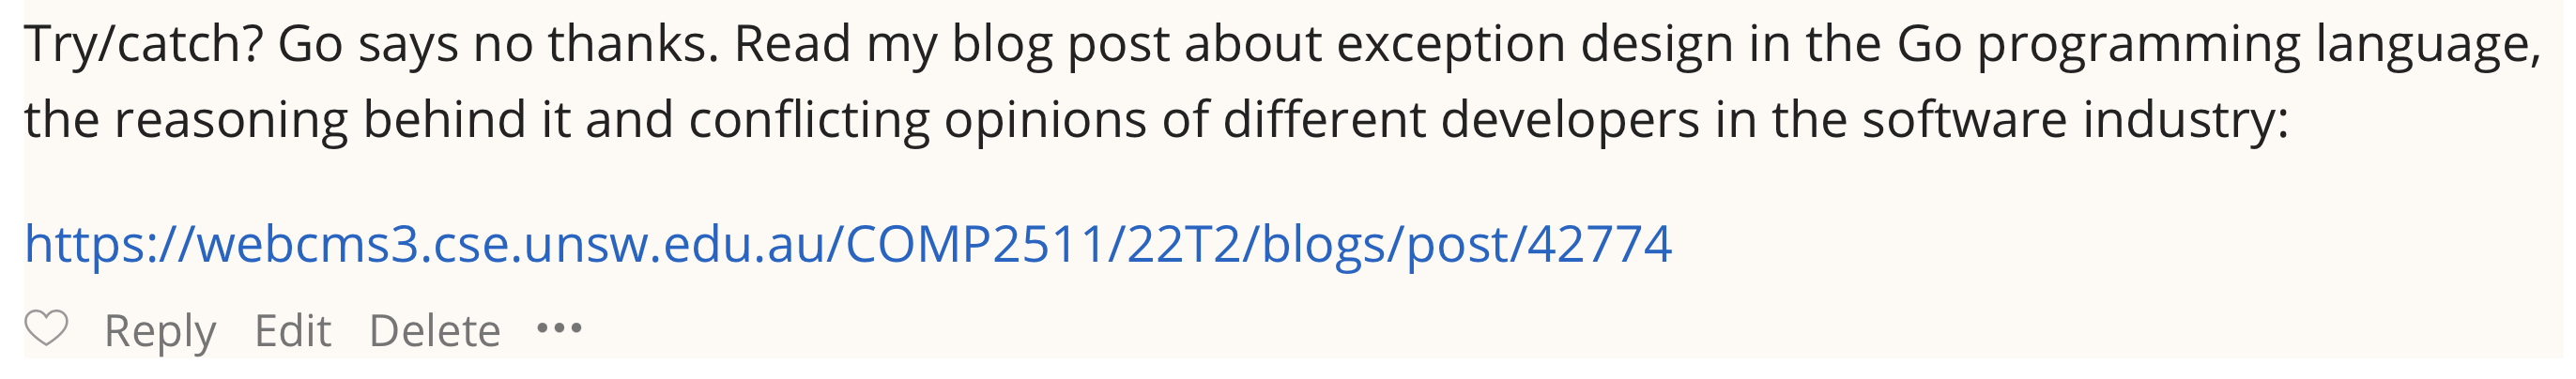 Try/catch? Go says no thanks. Read my blog post about exception design in the Go programming language,
the reasoning behind it and conflicting opinions of different developers in the software industry:
https://webcms3.cse.unsw.edu.au/COMP2511/22T2/blogs/post/42774
Reply Edit Delete •••